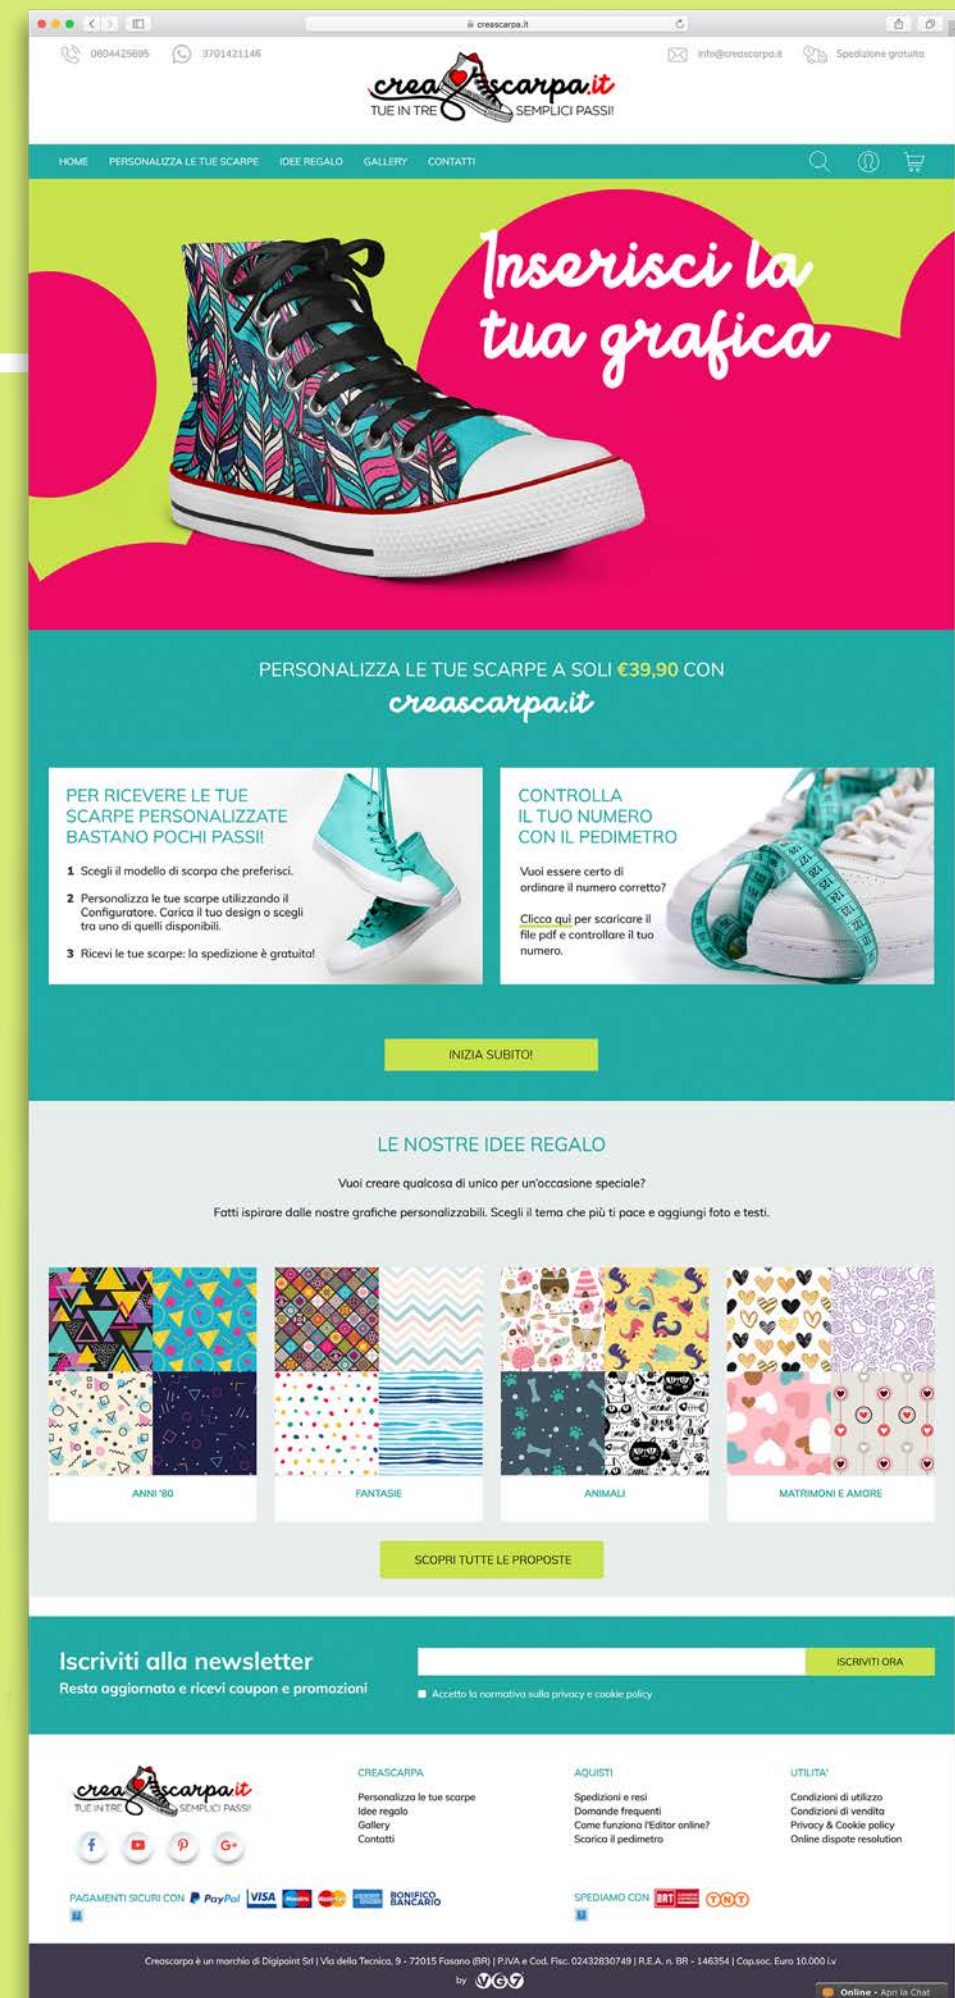 creascarpa.it
0804425695
3701421146
info@creascarpa.it
Spedizione gratuita
creascarpa.it
TUE IN TRE SEMPLICI PASSI!
HOME PERSONALIZZA LE TUE SCARPE IDEE REGALO GALLERY CONTATTI
Inserisci la
tua grafica
PERSONALIZZA LE TUE SCARPE A SOLI €39,90 CON
creascarpa.it
PER RICEVERE LE TUE
SCARPE PERSONALIZZATE
BASTANO POCHI PASSI!
1 Scegli il modello di scarpa che preferisci.
2 Personalizza le tue scarpe utilizzando il
Configuratore. Carica il tuo design o scegli
tra uno di quelli disponibili.
3 Ricevi le tue scarpe: la spedizione è gratuita!
CONTROLLA
IL TUO NUMERO
CON IL PEDIMETRO
Vuoi essere certo di
ordinare il numero corretto?
Clicca qui per scaricare il
file pdf e controllare il tuo
numero.
INIZIA SUBITO!
LE NOSTRE IDEE REGALO
Vuoi creare qualcosa di unico per un'occasione speciale?
Fatti ispirare dalle nostre grafiche personalizzabili. Scegli il tema che più ti pace e aggiungi foto e testi.
ANNI '80
FANTASIE
ANIMALI
MATRIMONI E AMORE
SCOPRI TUTTE LE PROPOSTE
Iscriviti alla newsletter
Resta aggiornato e ricevi coupon e promozioni
ISCRIVITI ORA
Accetto la normativa sulla privacy e cookie policy
creascarpa.it
TUE IN TRE SEMPLICI PASSI!
CREASCARPA
Personalizza le tue scarpe
Idee regalo
Gallery
Contatti
AQUISTI
Spedizioni e resi
Domande frequenti
Come funziona l'Editor online?
Scarica il pedimetro
UTILITA'
Condizioni di utilizzo
Condizioni di vendita
Privacy & Cookie policy
Online dispote resolution
PAGAMENTI SICURI CON PayPal VISA BONIFICO BANCARIO
SPEDIAMO CON BRT TNT
Creascarpa è un marchio di Digipoint Srl | Via della Tecnica, 9 - 72015 Fasano (BR) | P.IVA e Cod. Fisc. 02432830749 | R.E.A. n. BR - 146354 | Cap.soc. Euro 10.000 i.v
by VG7
Online - Apri la Chat